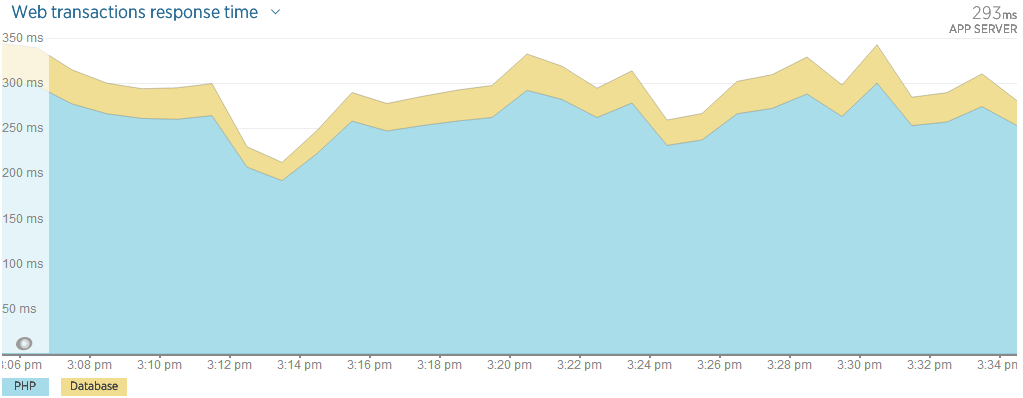 Web transactions response time
293ms
APP SERVER
350 ms
300 ms
250 ms
200 ms
150 ms
100 ms
50 ms
:06 pm 3:08 pm 3:10 pm 3:12 pm 3:14 pm 3:16 pm 3:18 pm 3:20 pm 3:22 pm 3:24 pm 3:26 pm 3:28 pm 3:30 pm 3:32 pm 3:34 pm
PHP Database